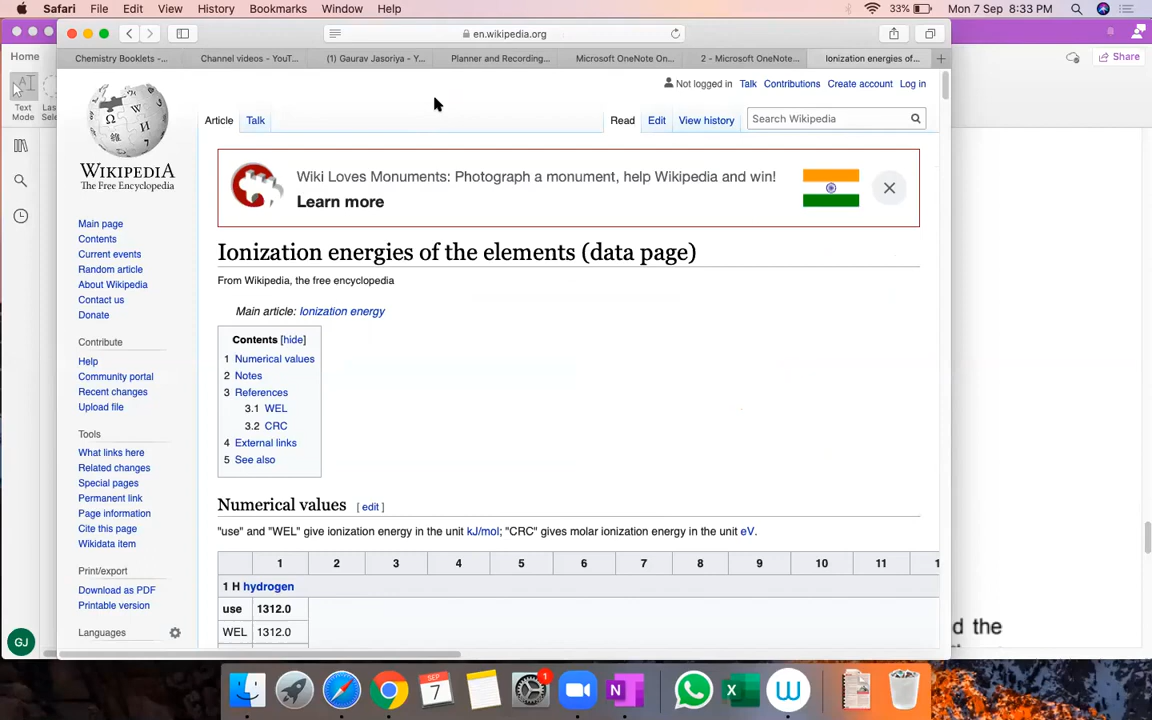 Safari File Edit View History Bookmarks Window Help 33% Mon 7 Sep 8:33 PM
en.wikipedia.org
Home
Share
Chemistry Booklets –... Channel videos - YouT... (1) Gaurav Jasoriya - Y... Planner and Recording... Microsoft OneNote On... 2 - Microsoft OneNote... Ionization energies of...
Text Mode
Not logged in Talk Contributions Create account Log in
Article Talk Read Edit View history Search Wikipedia
WIKIPEDIA
The Free Encyclopedia
Wiki Loves Monuments: Photograph a monument, help Wikipedia and win!
Learn more
Main page
Contents
Current events
Random article
About Wikipedia
Contact us
Donate
Contribute
Help
Community portal
Recent changes
Upload file
Tools
What links here
Related changes
Special pages
Permanent link
Page information
Cite this page
Wikidata item
Print/export
Download as PDF
Printable version
Languages
Ionization energies of the elements (data page)
From Wikipedia, the free encyclopedia
Main article: Ionization energy
Contents [hide]
1 Numerical values
2 Notes
3 References
3.1 WEL
3.2 CRC
4 External links
5 See also
Numerical values [ edit ]
"use" and "WEL" give ionization energy in the unit kJ/mol; "CRC" gives molar ionization energy in the unit eV.
1 2 3 4 5 6 7 8 9 10 11
1 H hydrogen
use 1312.0
WEL 1312.0
d the
GJ
SEP
7
1